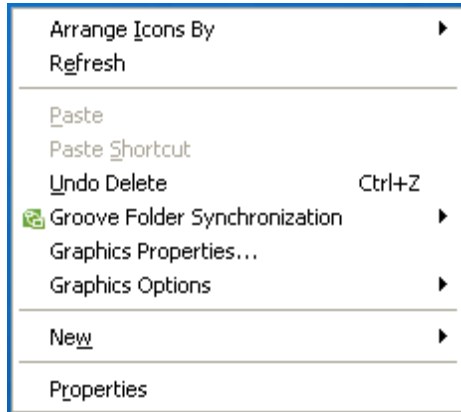 Arrange Icons By
Refresh
Paste
Paste Shortcut
Undo Delete Ctrl+Z
Groove Folder Synchronization
Graphics Properties...
Graphics Options
New
Properties